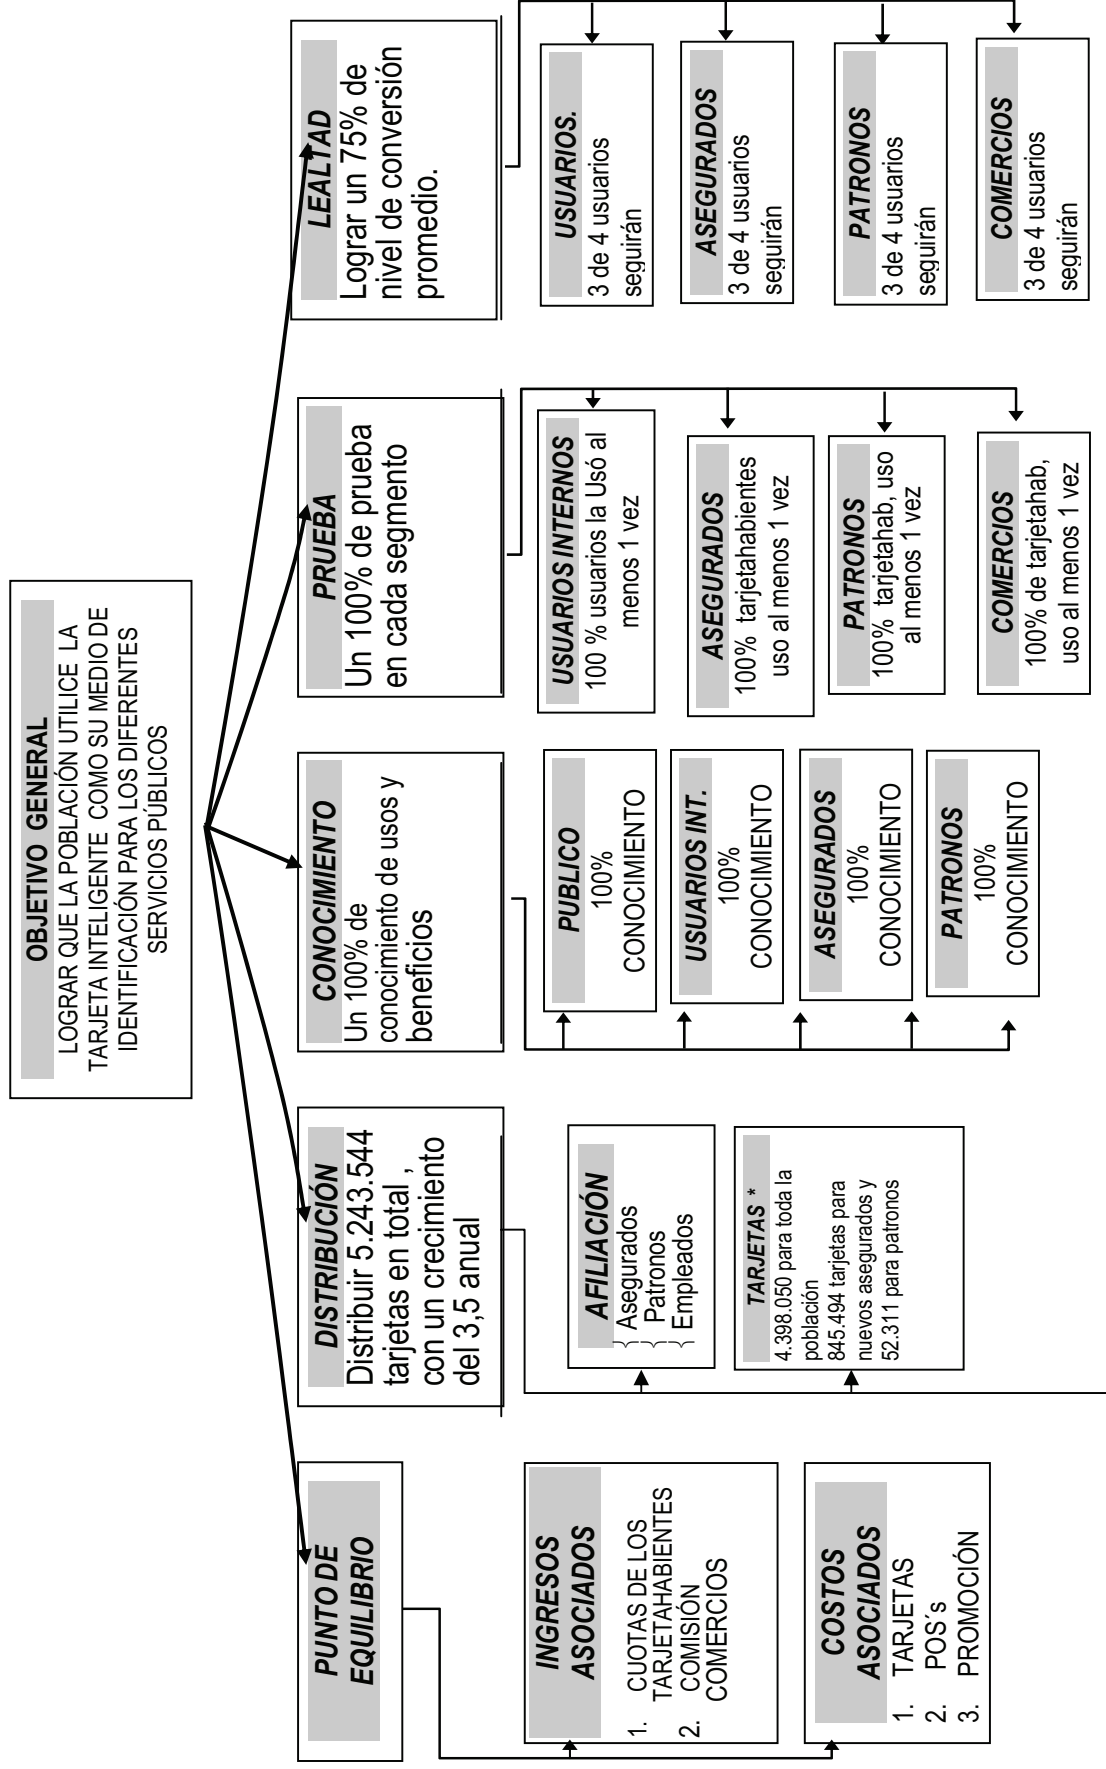 OBJETIVO GENERAL
LOGRAR QUE LA POBLACIÓN UTILICE LA
TARJETA INTELIGENTE COMO SU MEDIO DE
IDENTIFICACIÓN PARA LOS DIFERENTES
SERVICIOS PÚBLICOS
PUNTO DE
EQUILIBRIO
INGRESOS
ASOCIADOS
1. CUOTAS DE LOS
TARJETAHABIENTES
2. COMISIÓN
COMERCIOS
COSTOS
ASOCIADOS
1. TARJETAS
2. POS´s
3. PROMOCIÓN
DISTRIBUCIÓN
Distribuir 5.243.544
tarjetas en total ,
con un crecimiento
del 3,5 anual
AFILIACIÓN
Asegurados
Patronos
Empleados
TARJETAS *
4.398.050 para toda la
población
845.494 tarjetas para
nuevos asegurados y
52.311 para patronos
CONOCIMIENTO
Un 100% de
conocimiento de usos y
beneficios
PUBLICO
100%
CONOCIMIENTO
USUARIOS INT.
100%
CONOCIMIENTO
ASEGURADOS
100%
CONOCIMIENTO
PATRONOS
100%
CONOCIMIENTO
PRUEBA
Un 100% de prueba
en cada segmento
USUARIOS INTERNOS
100 % usuarios la Usó al
menos 1 vez
ASEGURADOS
100% tarjetahabientes
uso al menos 1 vez
PATRONOS
100% tarjetahab, uso
al menos 1 vez
COMERCIOS
100% de tarjetahab,
uso al menos 1 vez
LEALTAD
Lograr un 75% de
nivel de conversión
promedio.
USUARIOS.
3 de 4 usuarios
seguirán
ASEGURADOS
3 de 4 usuarios
seguirán
PATRONOS
3 de 4 usuarios
seguirán
COMERCIOS
3 de 4 usuarios
seguirán